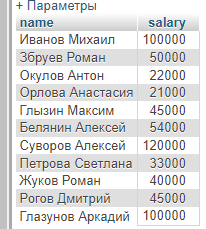 + Параметры
name salary
Иванов Михаил 100000
Збруев Роман 50000
Окулов Антон 22000
Орлова Анастасия 21000
Глызин Максим 45000
Белянин Алексей 54000
Суворов Алексей 120000
Петрова Светлана 33000
Жуков Роман 40000
Рогов Дмитрий 45000
Глазунов Аркадий 100000